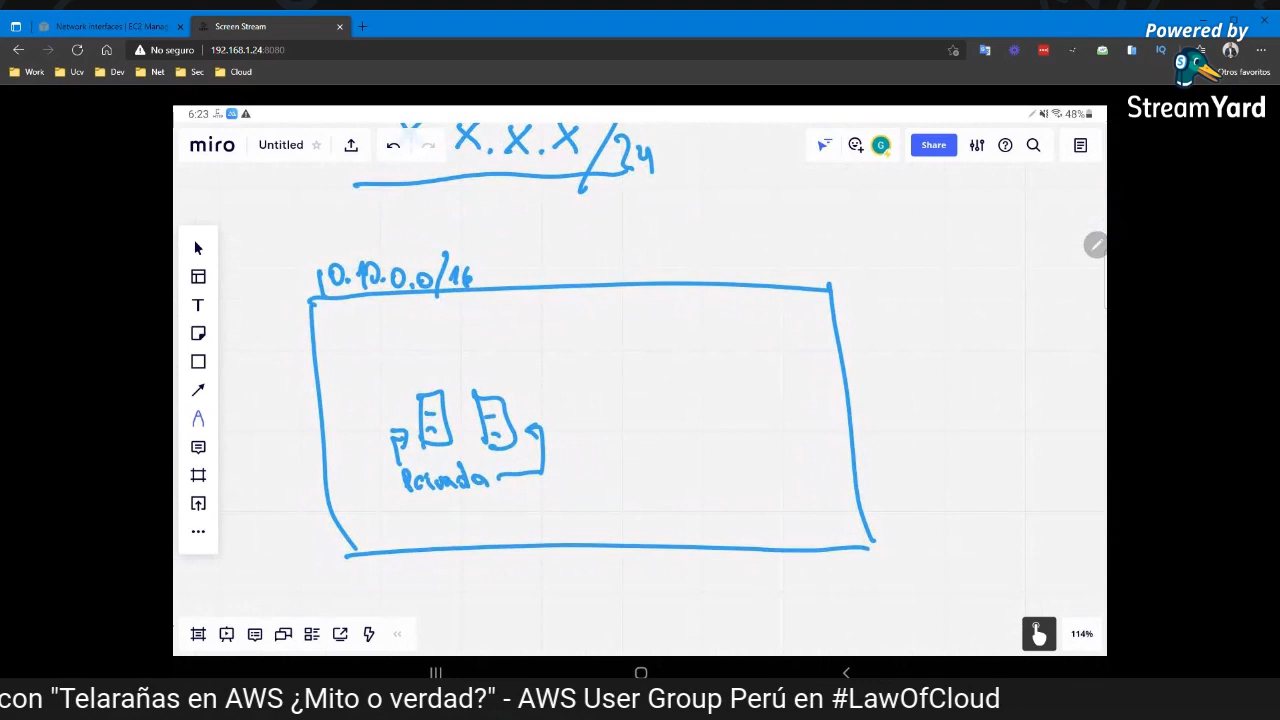 Network interfaces | EC2 Manag
Screen Stream
Powered by
No seguro
192.168.1.24:8080
Work
Ucv
Dev
Net
Sec
Cloud
Otros favoritos
StreamYard
6:23
48%
miro
Untitled
Share
X.X.X/24
10.10.0.0/16
Privada
114%
con "Telarañas en AWS ¿Mito o verdad?" - AWS User Group Perú en #LawOfCloud